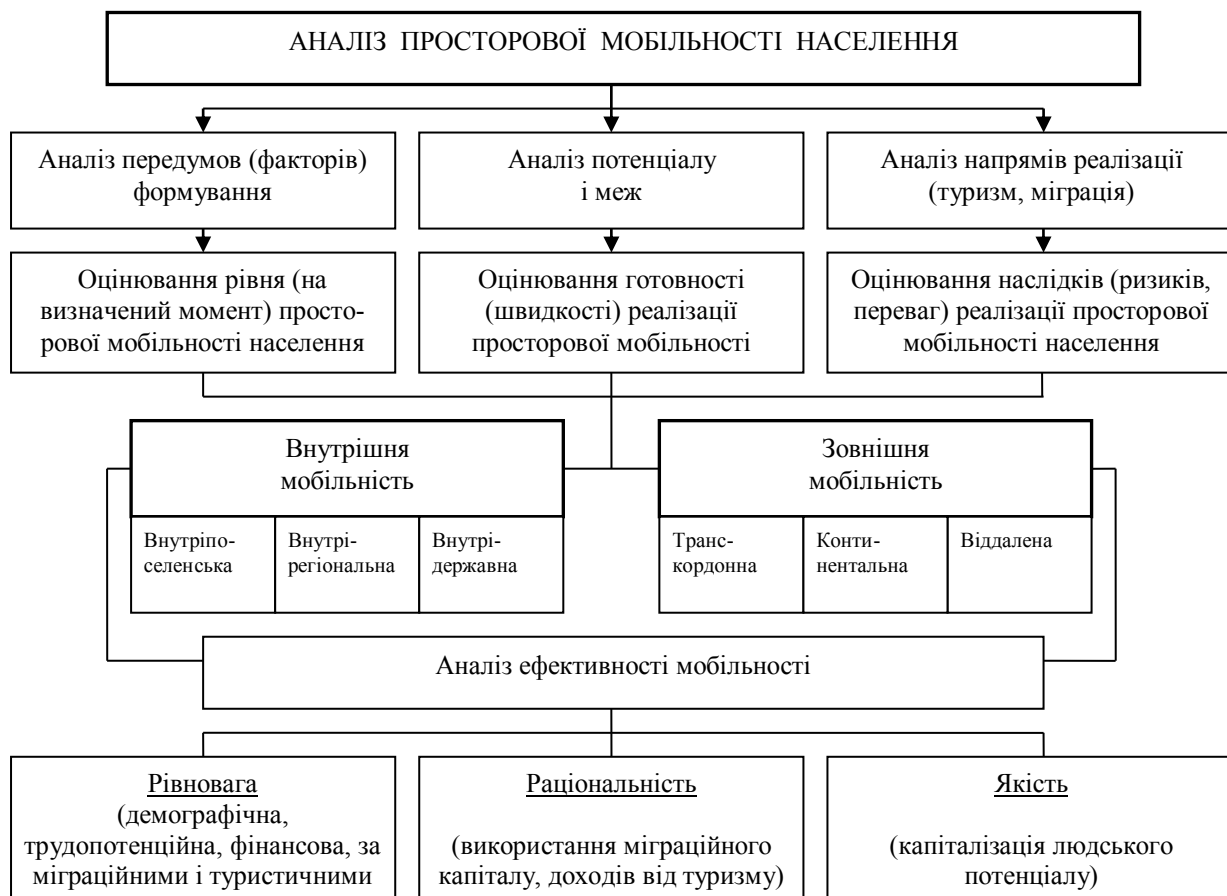 АНАЛІЗ ПРОСТОРОВОЇ МОБІЛЬНОСТІ НАСЕЛЕННЯ
Аналіз передумов (факторів)
формування
Аналіз потенціалу
і меж
Аналіз напрямів реалізації
(туризм, міграція)
Оцінювання рівня (на
визначений момент) просто-
рової мобільності населення
Оцінювання готовності
(швидкості) реалізації
просторової мобільності
Оцінювання наслідків (ризиків,
переваг) реалізації просторової
мобільності населення
Внутрішня
мобільність
Зовнішня
мобільність
Внутріпо-
селенська
Внутрі-
регіональна
Внутрі-
державна
Транс-
кордонна
Конти-
нентальна
Віддалена
Аналіз ефективності мобільності
Рівновага
(демографічна,
трудопотенційна, фінансова, за
міграційними і туристичними
Раціональність
(використання міграційного
капіталу, доходів від туризму)
Якість
(капіталізація людського
потенціалу)